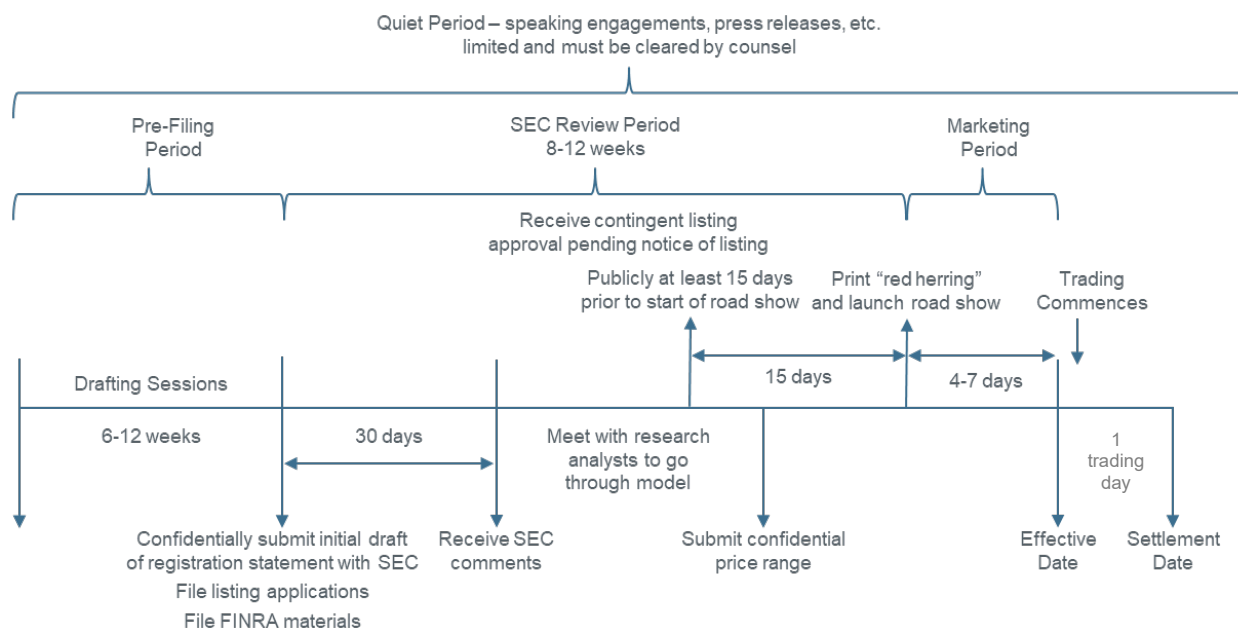 Quiet Period – speaking engagements, press releases, etc.
limited and must be cleared by counsel
Pre-Filing
Period
SEC Review Period
8-12 weeks
Marketing
Period
Receive contingent listing
approval pending notice of listing
Publicly at least 15 days
prior to start of road show
Print “red herring”
and launch road show
Trading
Commences
Drafting Sessions
15 days
4-7 days
6-12 weeks
30 days
Meet with research
analysts to go
through model
1
trading
day
Confidentially submit initial draft
of registration statement with SEC
File listing applications
File FINRA materials
Receive SEC
comments
Submit confidential
price range
Effective
Date
Settlement
Date